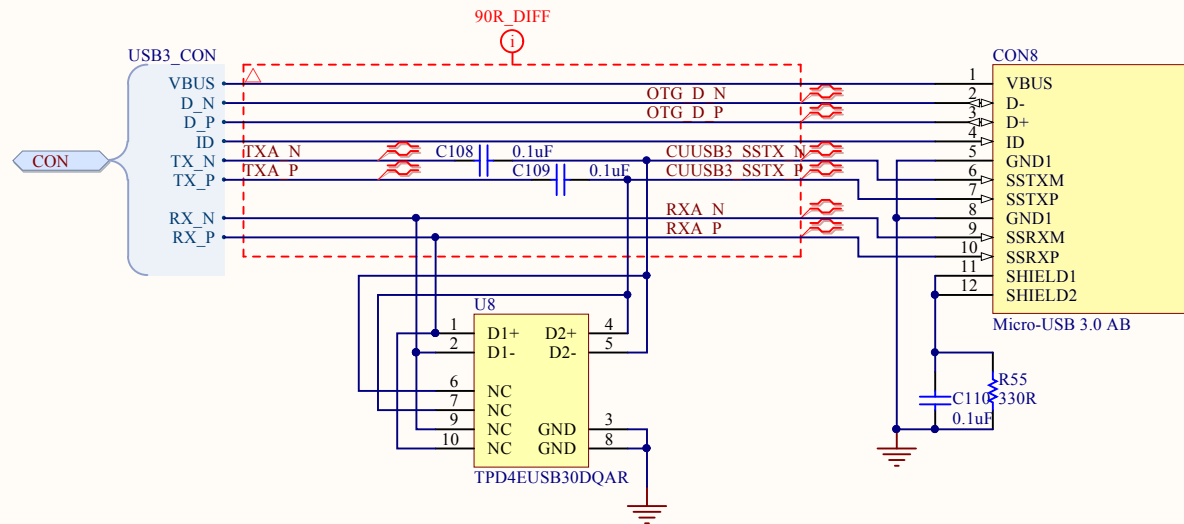 90R_DIFF
i
USB3_CON
CON8
VBUS
1
VBUS
D_N
OTG_D_N
2
D-
D_P
OTG_D_P
3
D+
ID
4
ID
CON
TX_N
TXA_N
C108
0.1uF
CUUSB3_SSTX_N
5
GND1
TX_P
TXA_P
C109
0.1uF
CUUSB3_SSTX_P
6
SSTXM
7
SSTXP
RX_N
RXA_N
8
GND1
RX_P
RXA_P
9
SSRXM
10
SSRXP
11
SHIELD1
12
SHIELD2
Micro-USB 3.0 AB
U8
1
D1+
D2+
4
2
D1-
D2-
5
6
NC
7
NC
9
NC
GND
3
10
NC
GND
8
TPD4EUSB30DQAR
R55
C110
330R
0.1uF